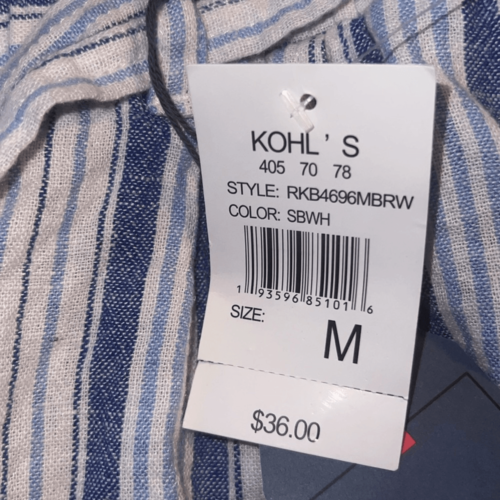 KOHL'S
405 70 78
STYLE: RKB4696MBRW
COLOR: SBWH
1 93596 85101 6
SIZE:
M
$36.00